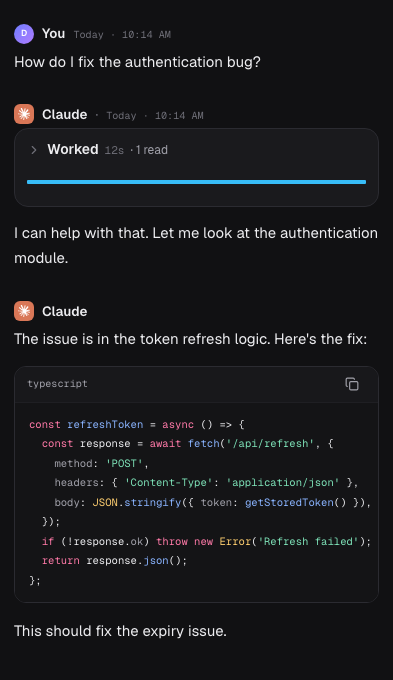 D You Today · 10:14 AM
How do I fix the authentication bug?
Claude · Today · 10:14 AM
Worked 12s · 1 read
I can help with that. Let me look at the authentication
module.
Claude
The issue is in the token refresh logic. Here's the fix:
typescript
const refreshToken = async () => {
  const response = await fetch('/api/refresh', {
    method: 'POST',
    headers: { 'Content-Type': 'application/json' },
    body: JSON.stringify({ token: getStoredToken() }),
  });
  if (!response.ok) throw new Error('Refresh failed');
  return response.json();
};
This should fix the expiry issue.